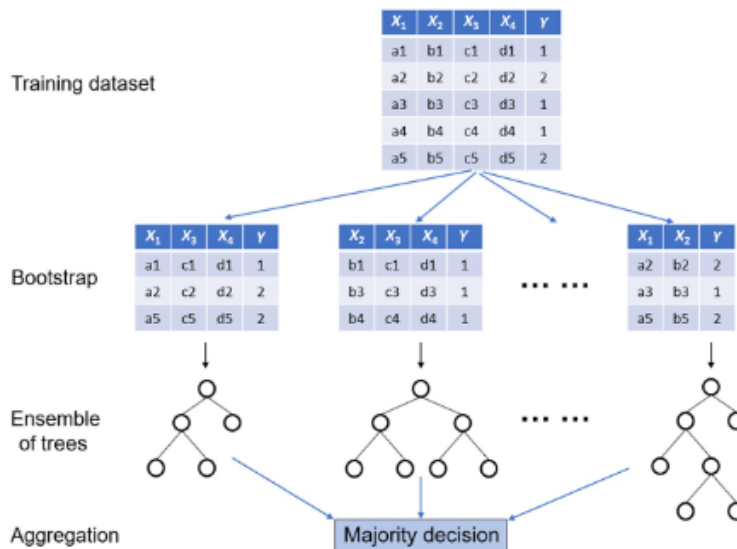 X1 X2 X3 X4 Y
a1 b1 c1 d1 1
a2 b2 c2 d2 2
Training dataset
a3 b3 c3 d3 1
a4 b4 c4 d4 1
a5 b5 c5 d5 2
X1 X3 X4 Y
a1 c1 d1 1
a2 c2 d2 2
a5 c5 d5 2
X2 X3 X4 Y
b1 c1 d1 1
b3 c3 d3 1
b4 c4 d4 1
X1 X2 Y
a2 b2 2
a3 b3 1
a5 b5 2
Bootstrap
... ...
Ensemble
of trees
... ...
Aggregation
Majority decision